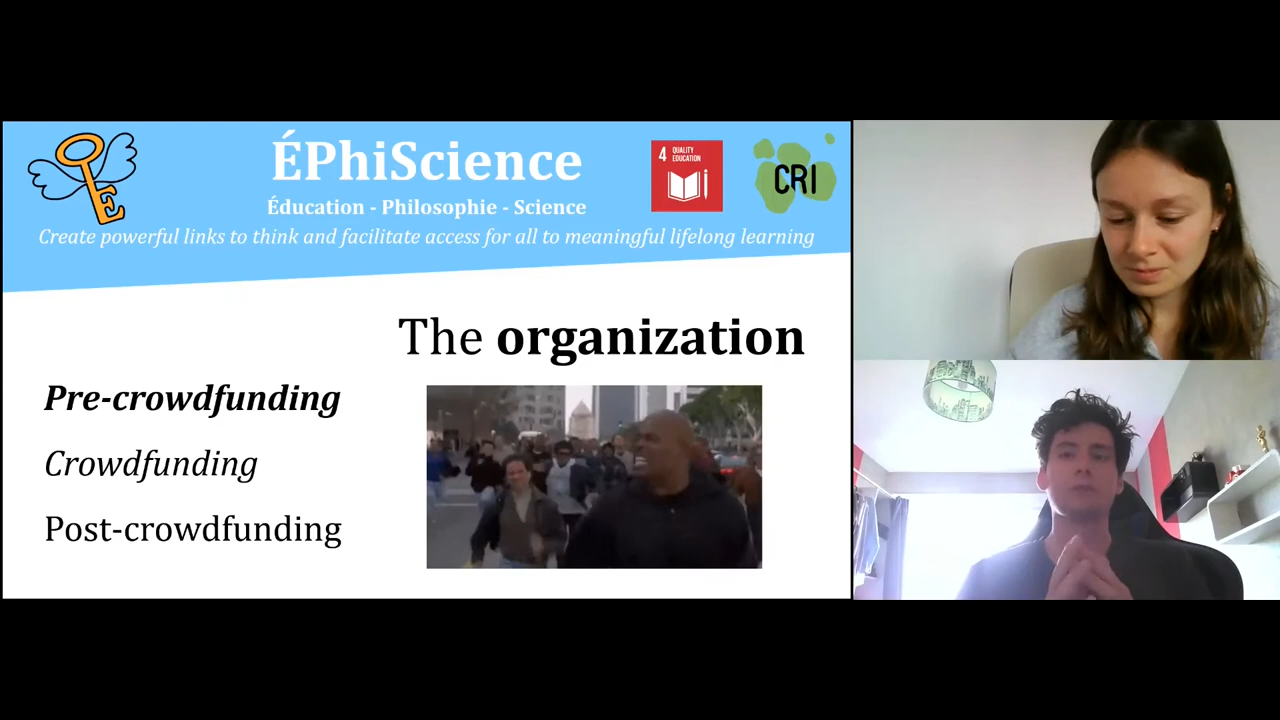 ÉPhiScience
Éducation - Philosophie - Science
Create powerful links to think and facilitate access for all to meaningful lifelong learning
4 QUALITY
EDUCATION
CRI
The organization
Pre-crowdfunding
Crowdfunding
Post-crowdfunding